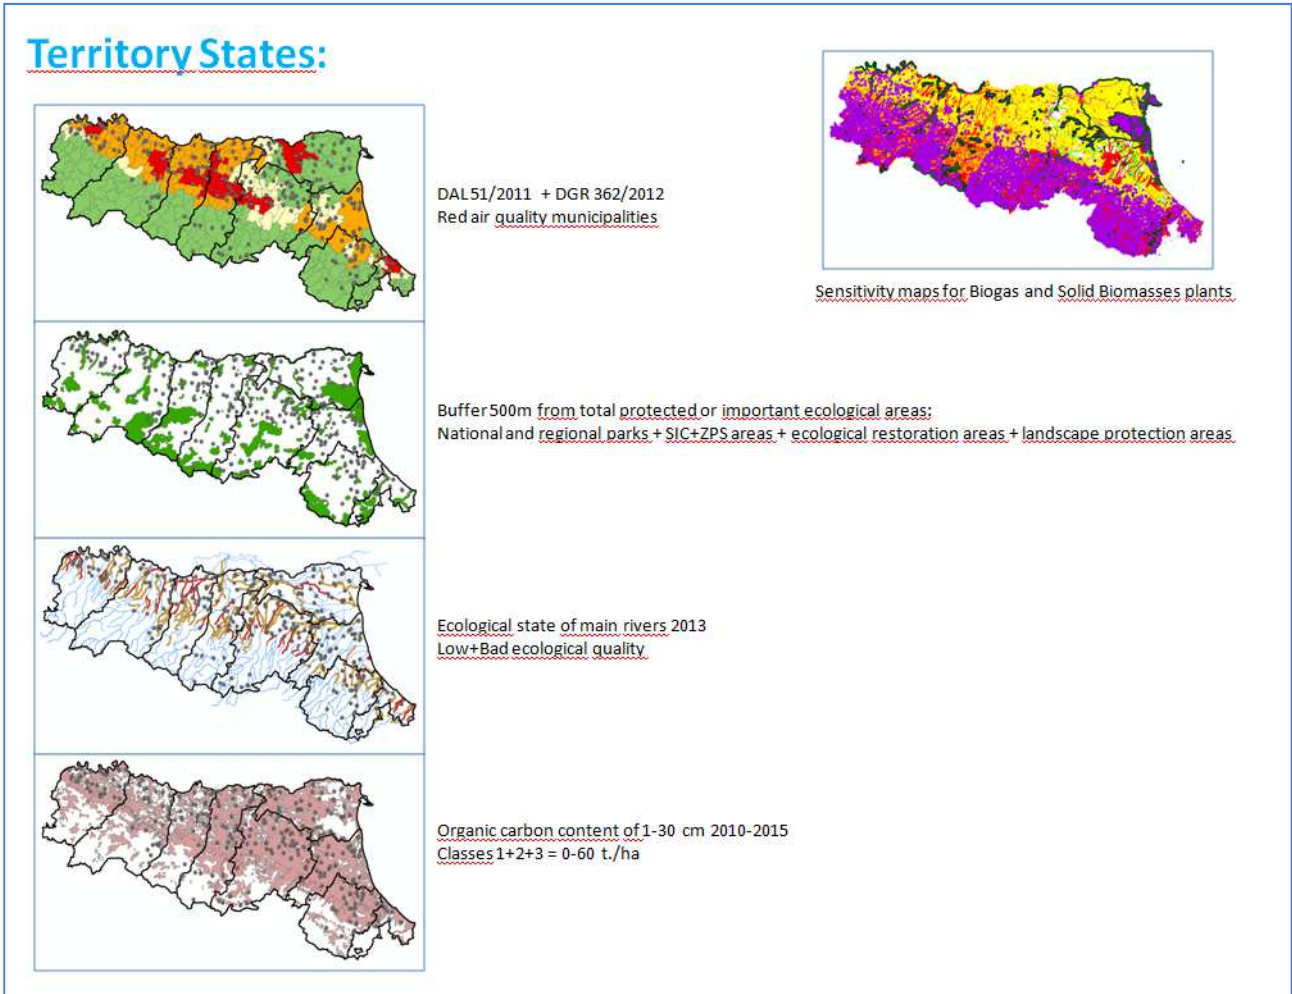 Territory States:
DAL 51/2011 + DGR 362/2012
Red air quality municipalities
Sensitivity maps for Biogas and Solid Biomasses plants
Buffer 500m from total protected or important ecological areas:
National and regional parks + SIC+ZPS areas + ecological restoration areas + landscape protection areas
Ecological state of main rivers 2013
Low+Bad ecological quality
Organic carbon content of 1-30 cm 2010-2015
Classes 1+2+3 = 0-60 t./ha